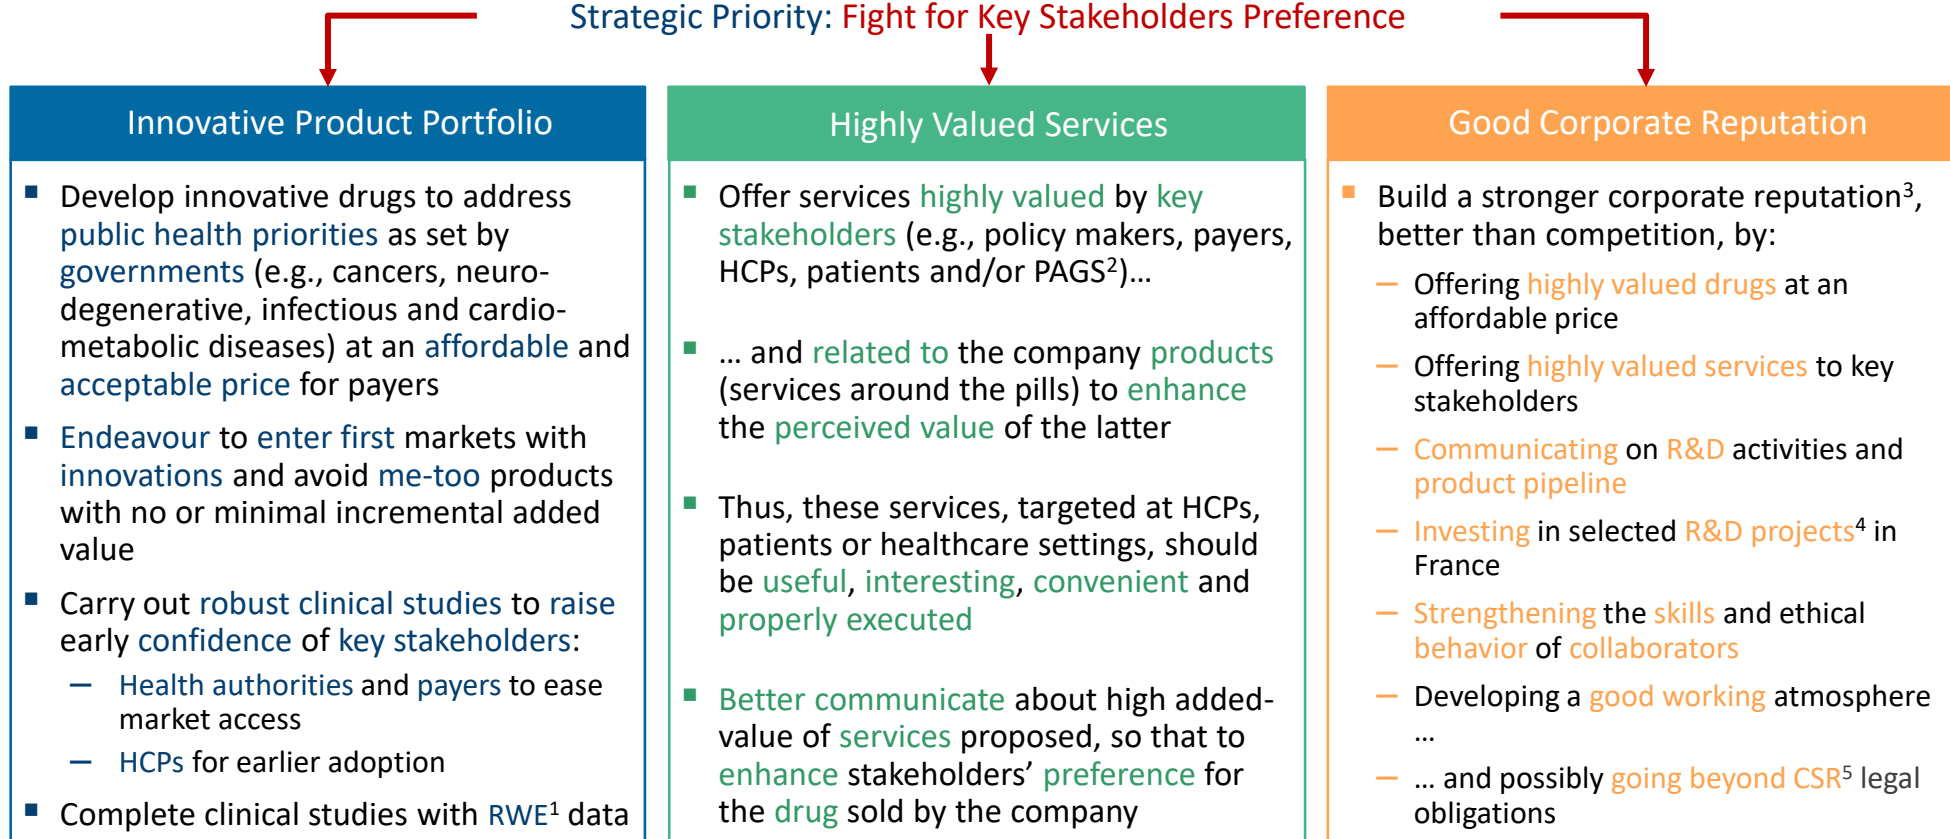 Strategic Priority: Fight for Key Stakeholders Preference
Innovative Product Portfolio
■ Develop innovative drugs to address
public health priorities as set by
governments (e.g., cancers, neuro-
degenerative, infectious and cardio-
metabolic diseases) at an affordable and
acceptable price for payers
■ Endeavour to enter first markets with
innovations and avoid me-too products
with no or minimal incremental added
value
■ Carry out robust clinical studies to raise
early confidence of key stakeholders:
– Health authorities and payers to ease
market access
– HCPs for earlier adoption
■ Complete clinical studies with RWE¹ data
Highly Valued Services
■ Offer services highly valued by key
stakeholders (e.g., policy makers, payers,
HCPs, patients and/or PAGS²)…
■ … and related to the company products
(services around the pills) to enhance
the perceived value of the latter
■ Thus, these services, targeted at HCPs,
patients or healthcare settings, should
be useful, interesting, convenient and
properly executed
■ Better communicate about high added-
value of services proposed, so that to
enhance stakeholders’ preference for
the drug sold by the company
Good Corporate Reputation
■ Build a stronger corporate reputation³,
better than competition, by:
– Offering highly valued drugs at an
affordable price
– Offering highly valued services to key
stakeholders
– Communicating on R&D activities and
product pipeline
– Investing in selected R&D projects⁴ in
France
– Strengthening the skills and ethical
behavior of collaborators
– Developing a good working atmosphere
…
– … and possibly going beyond CSR⁵ legal
obligations